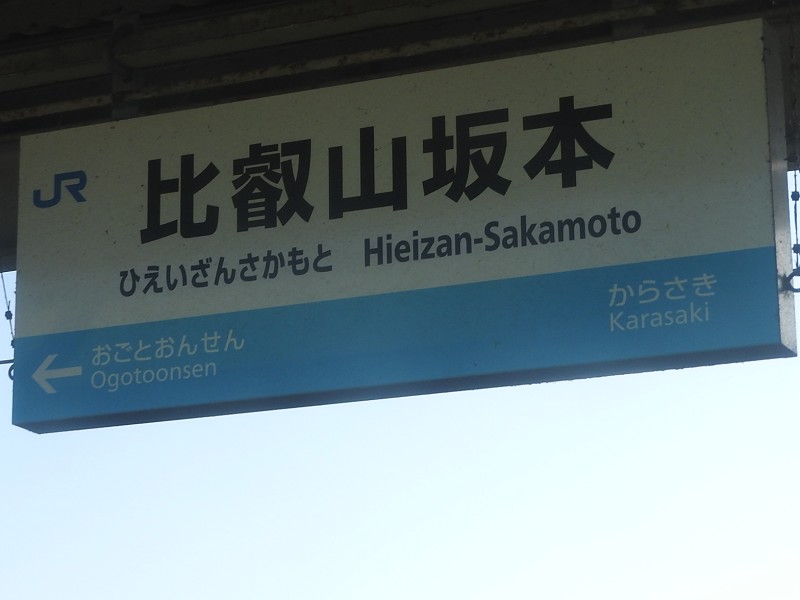 JR
比叡山坂本
ひえいざんさかもと Hieizan-Sakamoto
おごとおんせん
Ogotoonsen
からさき
Karasaki